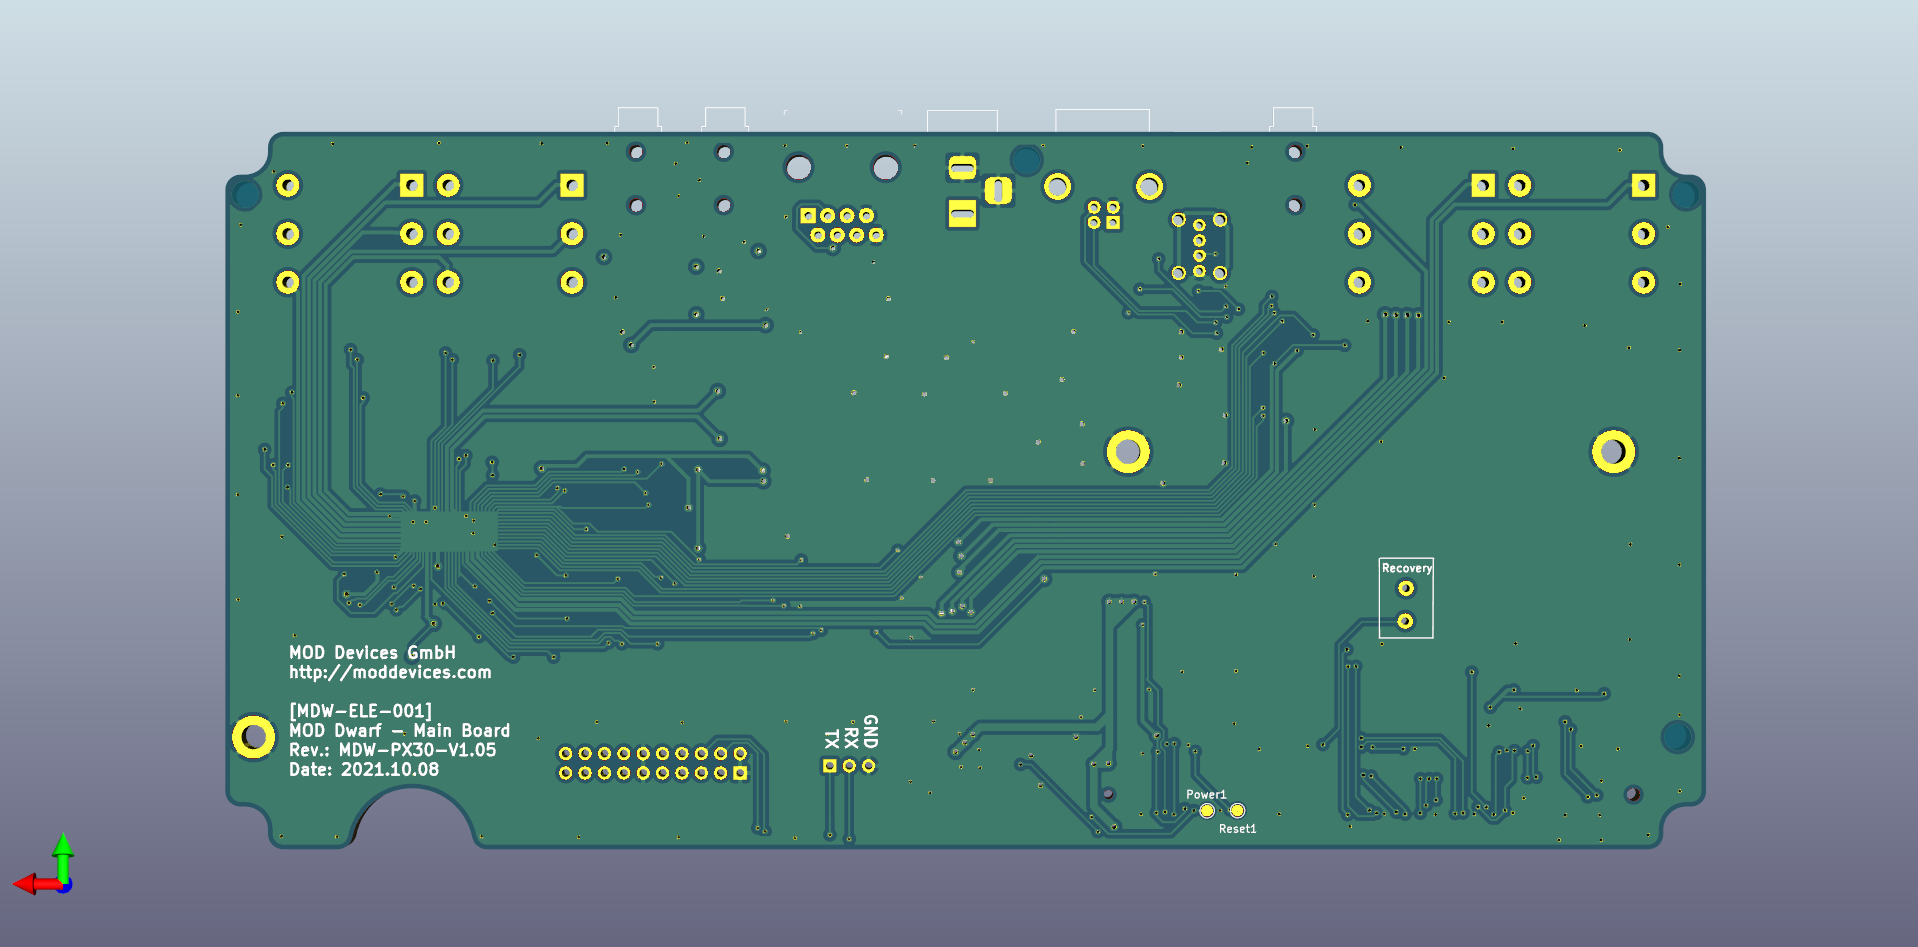 Recovery
MOD Devices GmbH
http://moddevices.com
[MDW-ELE-001]
MOD Dwarf - Main Board
Rev.: MDW-PX30-V1.05
Date: 2021.10.08
TX
RX
GND
Power1
Reset1